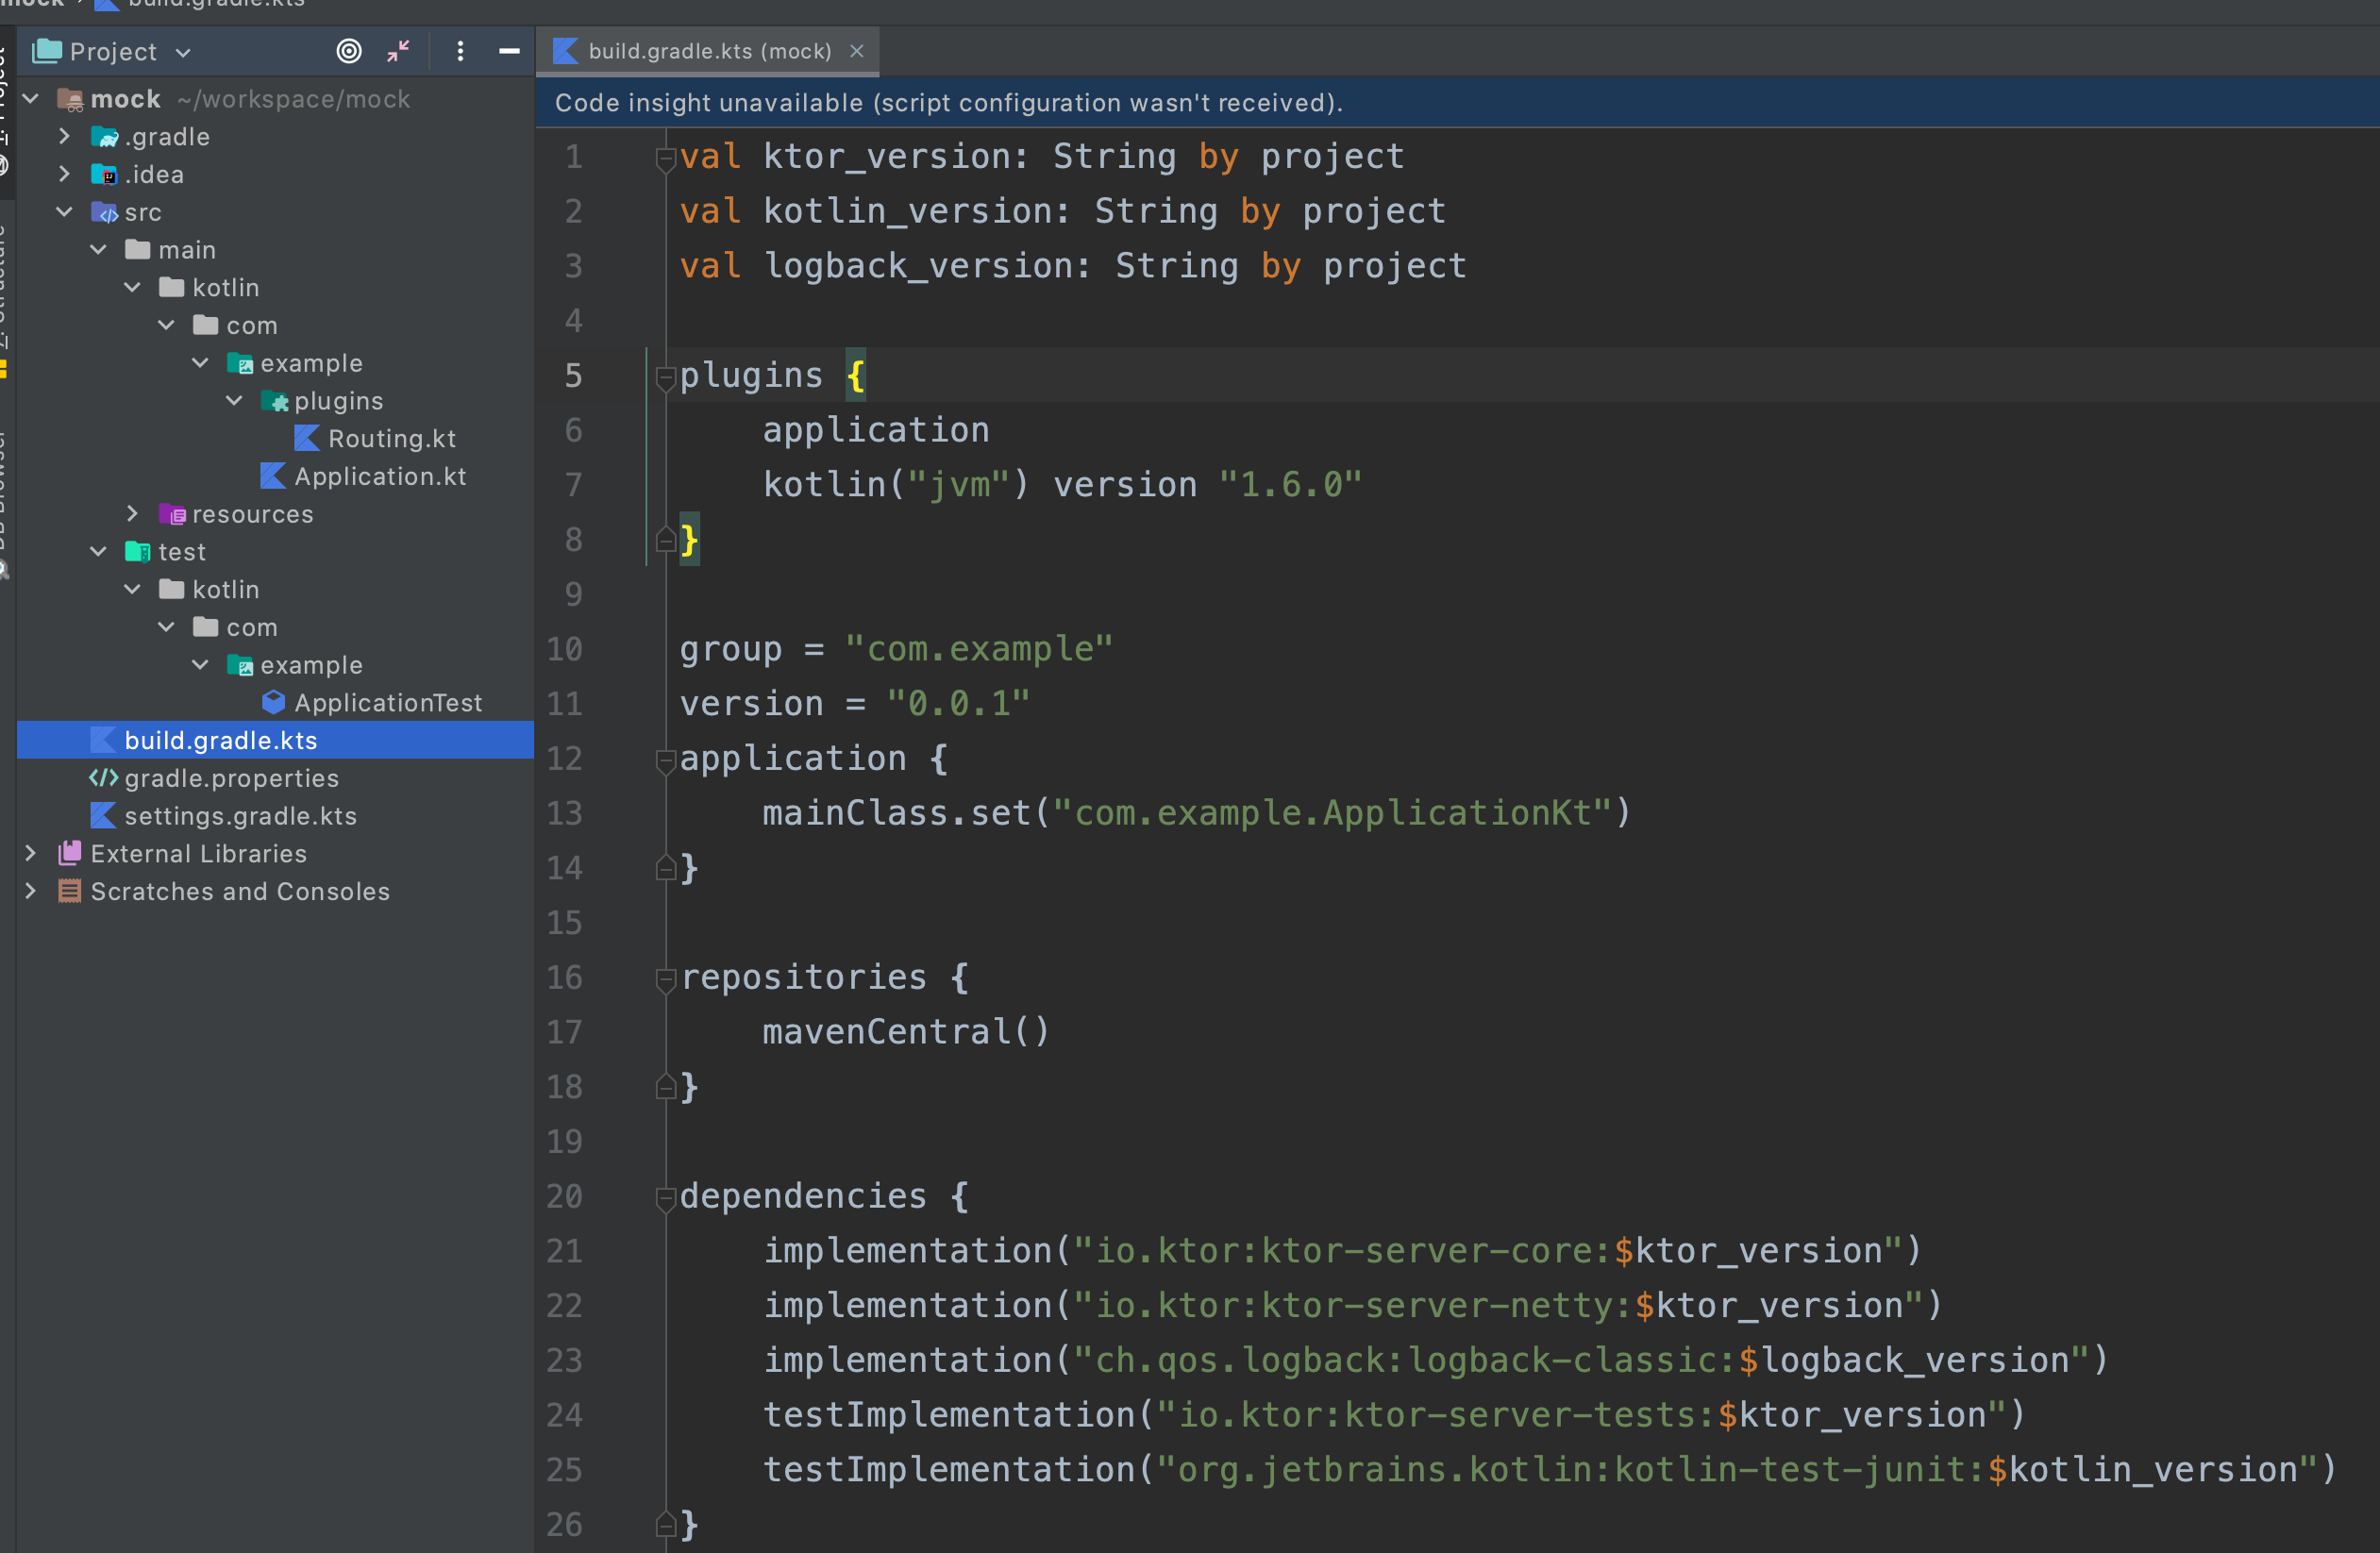 mock build.gradle.kts
Project
build.gradle.kts (mock)
mock ~/workspace/mock
.gradle
.idea
src
main
kotlin
com
example
plugins
Routing.kt
Application.kt
resources
test
kotlin
com
example
ApplicationTest
build.gradle.kts
gradle.properties
settings.gradle.kts
External Libraries
Scratches and Consoles
Code insight unavailable (script configuration wasn't received).
1 val ktor_version: String by project
2 val kotlin_version: String by project
3 val logback_version: String by project
4
5 plugins {
6 application
7 kotlin("jvm") version "1.6.0"
8 }
9
10 group = "com.example"
11 version = "0.0.1"
12 application {
13 mainClass.set("com.example.ApplicationKt")
14 }
15
16 repositories {
17 mavenCentral()
18 }
19
20 dependencies {
21 implementation("io.ktor:ktor-server-core:$ktor_version")
22 implementation("io.ktor:ktor-server-netty:$ktor_version")
23 implementation("ch.qos.logback:logback-classic:$logback_version")
24 testImplementation("io.ktor:ktor-server-tests:$ktor_version")
25 testImplementation("org.jetbrains.kotlin:kotlin-test-junit:$kotlin_version")
26 }